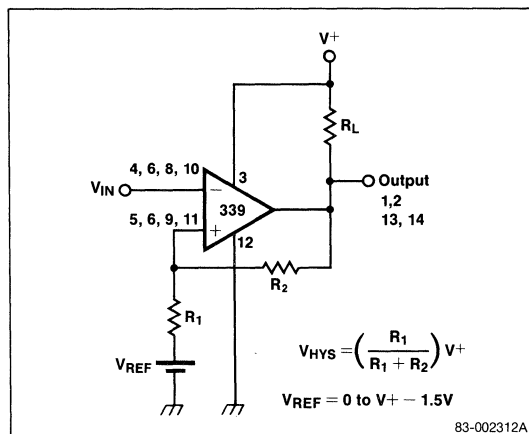 V+
RL
4, 6, 8, 10
3
VIN
−
Output
1,2
13, 14
339
5, 6, 9, 11
+
12
R2
R1
VREF
VHYS = (R1 / (R1 + R2)) V+
VREF = 0 to V+ − 1.5V
83-002312A